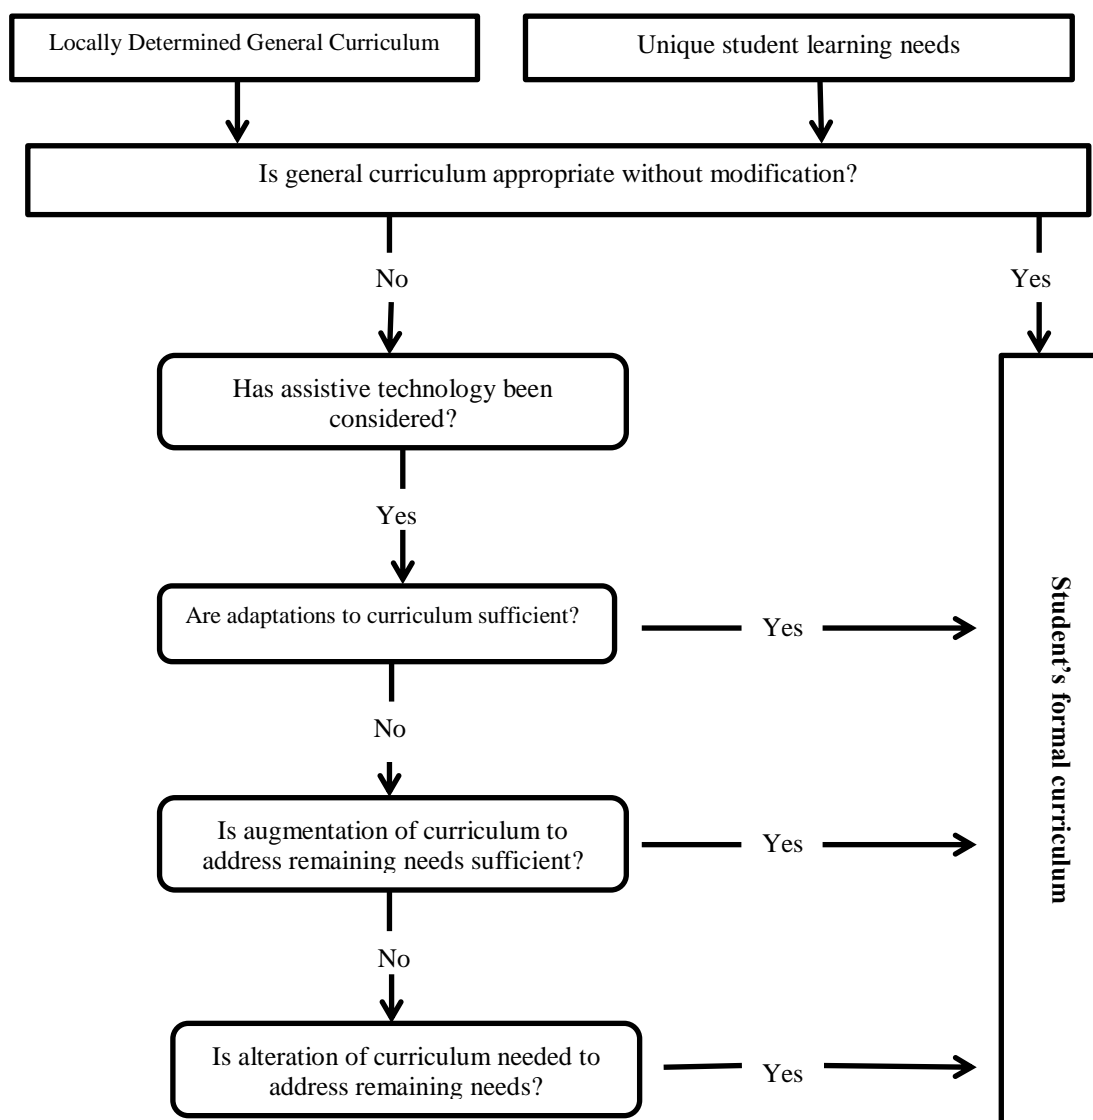 Locally Determined General Curriculum
Unique student learning needs
Is general curriculum appropriate without modification?
No
Yes
Has assistive technology been
considered?
Yes
Are adaptations to curriculum sufficient?
Yes
No
Is augmentation of curriculum to
address remaining needs sufficient?
Yes
No
Is alteration of curriculum needed to
address remaining needs?
Yes
Student’s formal curriculum